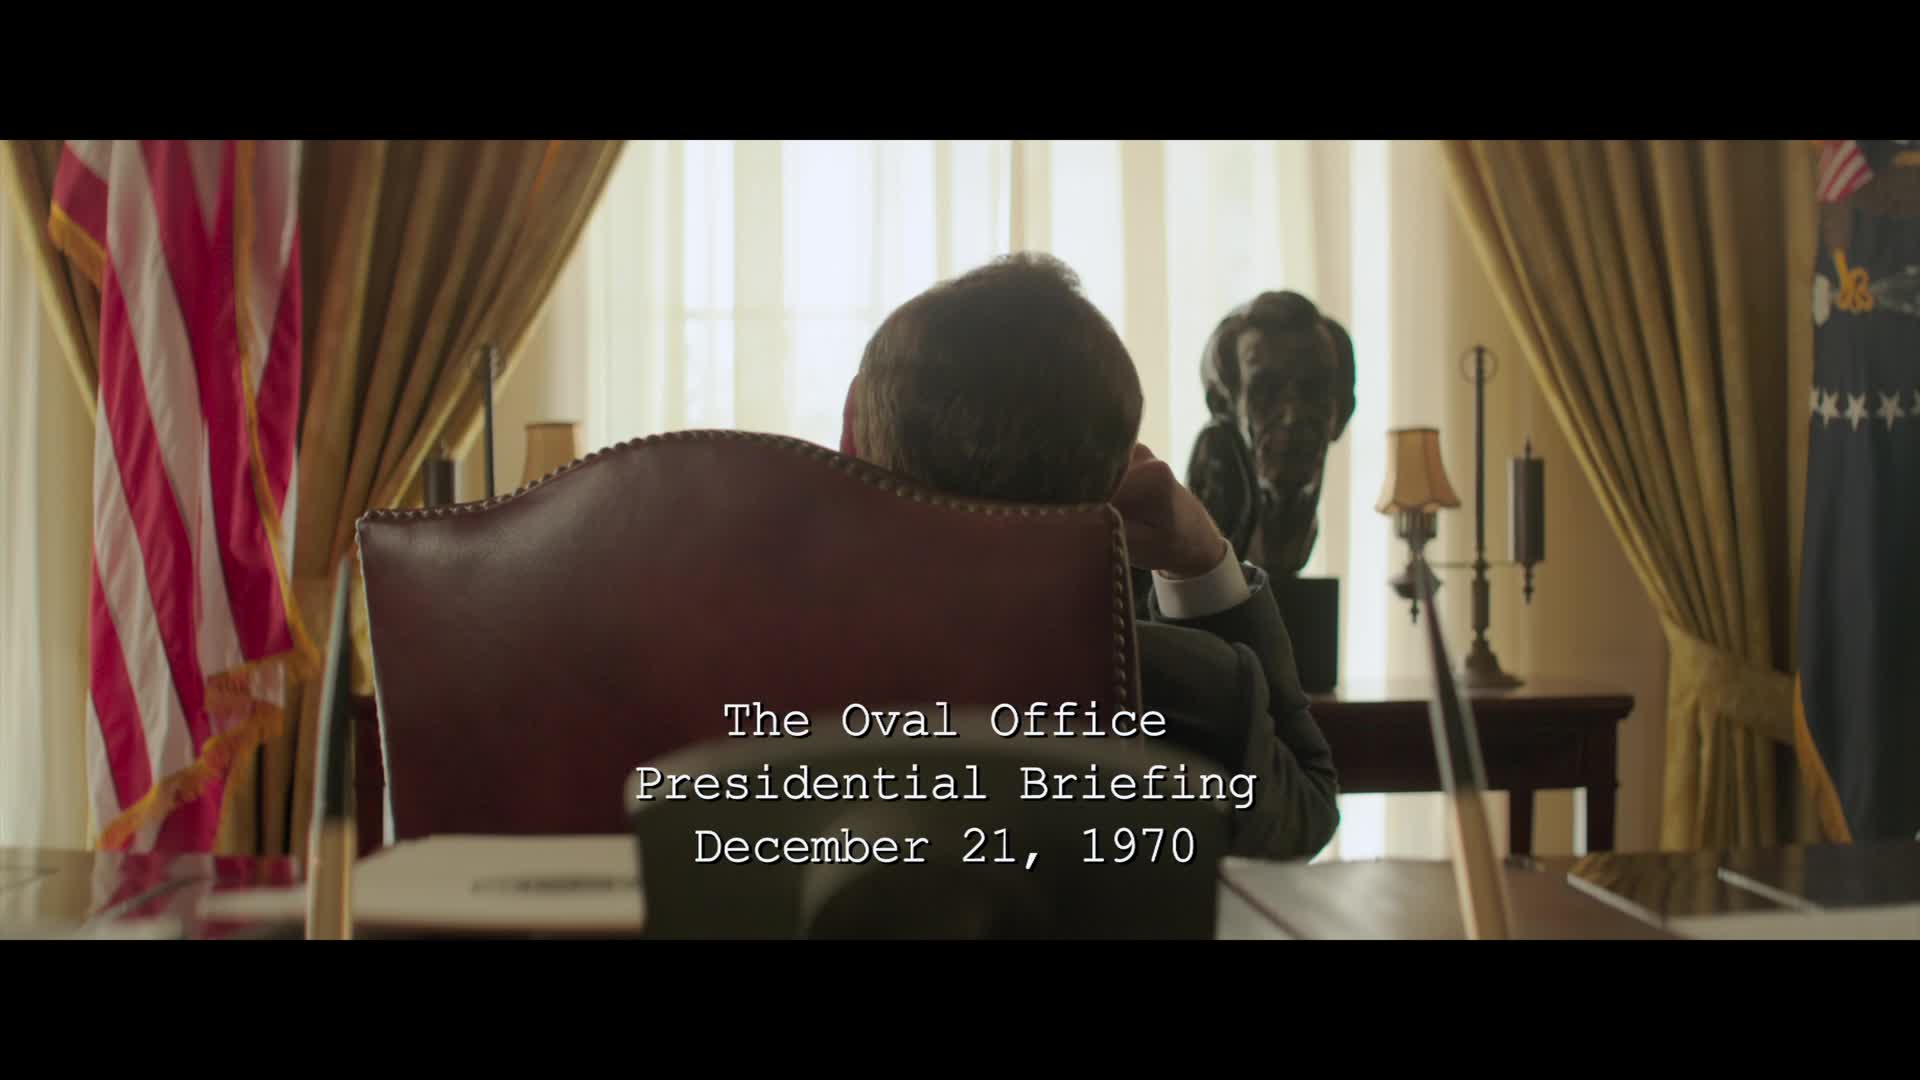 The Oval Office
Presidential Briefing
December 21, 1970